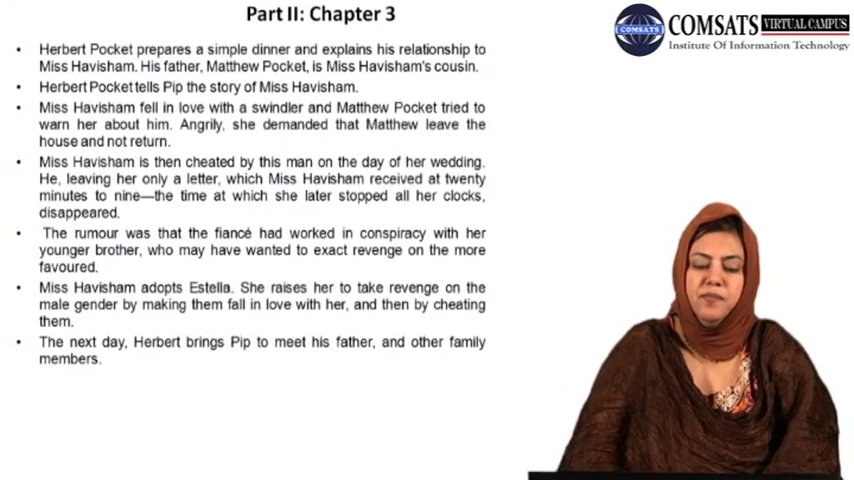 Part II: Chapter 3
COMSATS VIRTUAL CAMPUS
Institute Of Information Technology
COMSATS
• Herbert Pocket prepares a simple dinner and explains his relationship to
Miss Havisham. His father, Matthew Pocket, is Miss Havisham's cousin.
• Herbert Pocket tells Pip the story of Miss Havisham.
• Miss Havisham fell in love with a swindler and Matthew Pocket tried to
warn her about him. Angrily, she demanded that Matthew leave the
house and not return.
• Miss Havisham is then cheated by this man on the day of her wedding.
He, leaving her only a letter, which Miss Havisham received at twenty
minutes to nine—the time at which she later stopped all her clocks,
disappeared.
• The rumour was that the fiancé had worked in conspiracy with her
younger brother, who may have wanted to exact revenge on the more
favoured.
• Miss Havisham adopts Estella. She raises her to take revenge on the
male gender by making them fall in love with her, and then by cheating
them.
• The next day, Herbert brings Pip to meet his father, and other family
members.